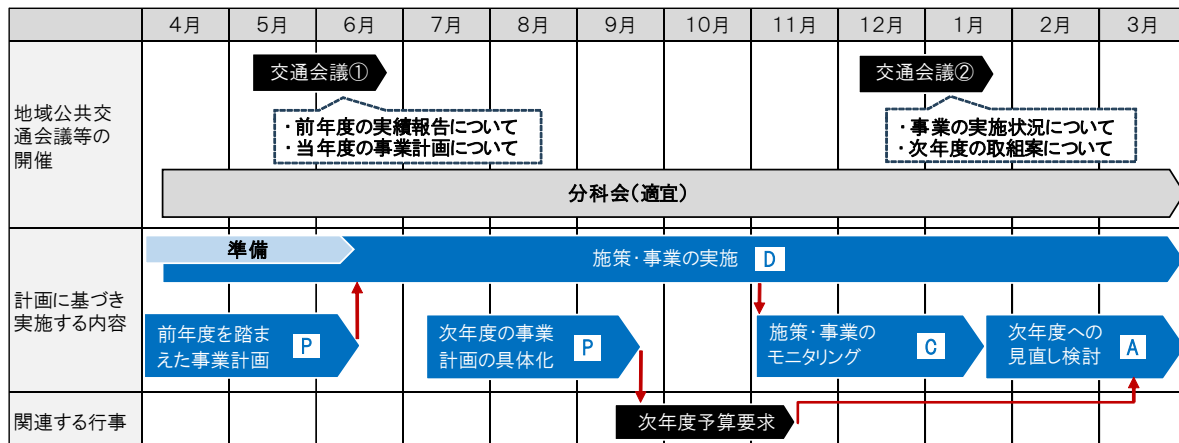 4月 5月 6月 7月 8月 9月 10月 11月 12月 1月 2月 3月
地域公共交
通会議等の
開催
交通会議①
・前年度の実績報告について
・当年度の事業計画について
交通会議②
・事業の実施状況について
・次年度の取組案について
分科会(適宜)
計画に基づき
実施する内容
準備
施策・事業の実施 D
前年度を踏ま
えた事業計画 P
次年度の事業
計画の具体化 P
施策・事業の
モニタリング C
次年度への
見直し検討 A
関連する行事
次年度予算要求